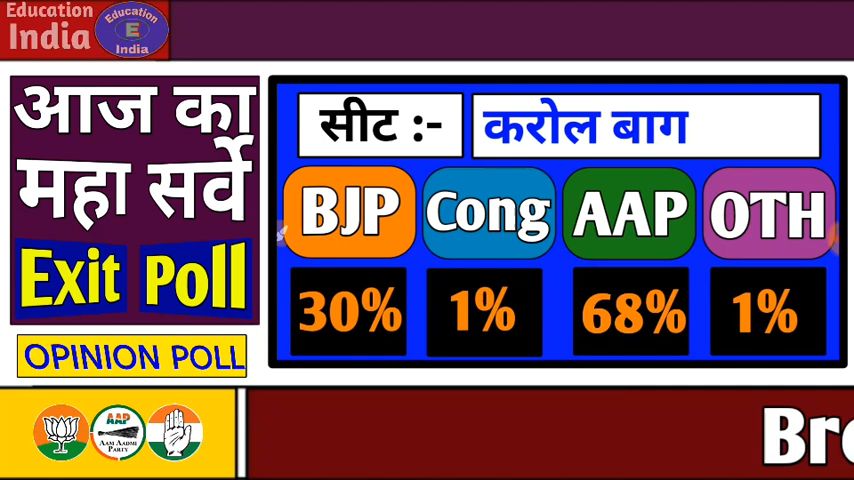 Education
India
Education
E
India
आज का
महा सर्वे
Exit Poll
OPINION POLL
सीट :- करोल बाग
BJP Cong AAP OTH
30% 1% 68% 1%
AAP
AAM AADMI
PARTY
Bre